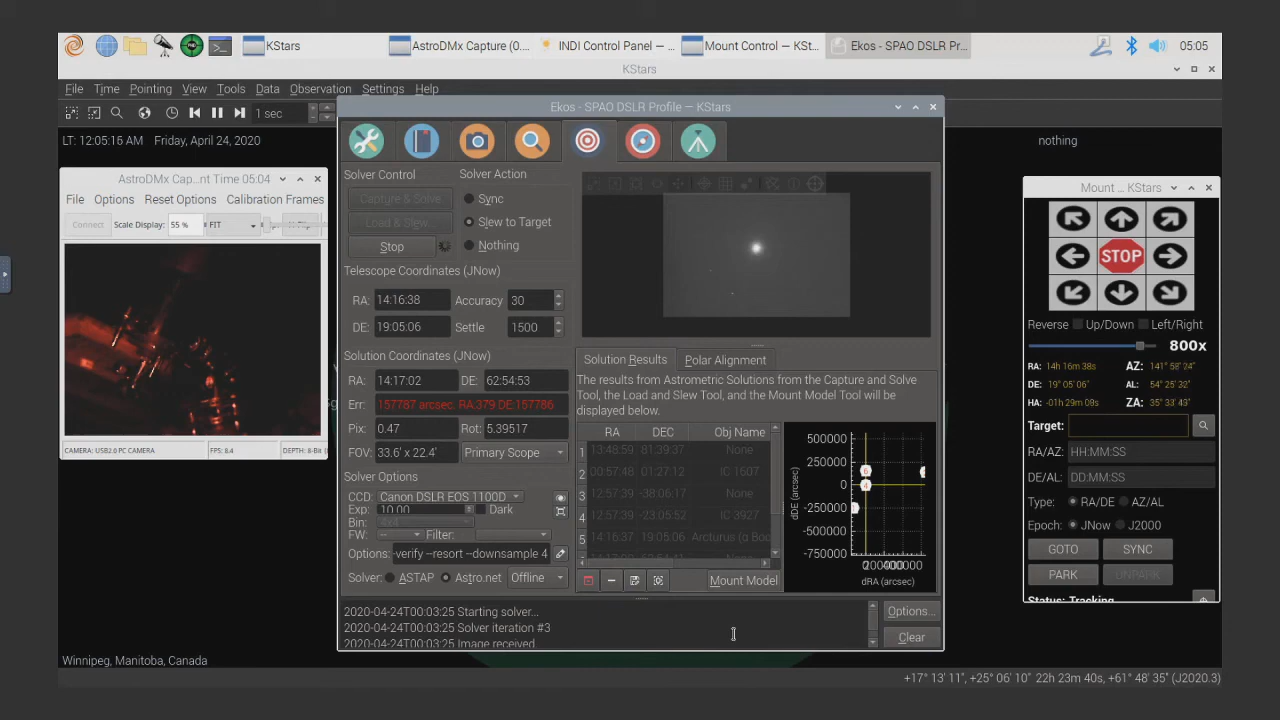 KStars
AstroDMx Capture (0....
INDI Control Panel — ...
Mount Control — KSt...
Ekos - SPAO DSLR Pr...
05:05
KStars
File Time Pointing View Tools Data Observation Settings Help
1 sec
LT: 12:05:16 AM Friday, April 24, 2020
nothing
Ekos - SPAO DSLR Profile — KStars
AstroDMx Cap...nt Time 05:04
File Options Reset Options Calibration Frames
Connect Scale Display: 55 % FIT
CAMERA: USB2.0 PC CAMERA FPS: 8.4 DEPTH: 8-Bit
Solver Control
Solver Action
Capture & Solve
Sync
Load & Slew...
Slew to Target
Stop
Nothing
Telescope Coordinates (JNow)
RA: 14:16:38 Accuracy 30
DE: 19:05:06 Settle 1500
Solution Coordinates (JNow)
RA: 14:17:02 DE: 62:54:53
Err: 157787 arcsec. RA:379 DE:157786
Pix: 0.47 Rot: 5.39517
FOV: 33.6' x 22.4' Primary Scope
Solver Options
CCD: Canon DSLR EOS 1100D
Exp: 10.00 Dark
Bin: 4x4
FW: -- Filter:
Options: -verify --resort --downsample 4
Solver: ASTAP Astro.net Offline
Solution Results Polar Alignment
The results from Astrometric Solutions from the Capture and Solve
Tool, the Load and Slew Tool, and the Mount Model Tool will be
displayed below.
RA DEC Obj Name
1 13:48:59 81:39:37 None
2 00:57:48 01:27:12 IC 1507
3 12:57:39 -38:06:17 None
4 12:57:39 -23:05:52 IC 3927
5 14:16:37 19:05:06 Arcturus (a Boo
Mount Model
500000
250000
0
-250000
-500000
-750000
dDE (arcsec)
6
4
dRA (arcsec)
2020-04-24T00:03:25 Starting solver...
2020-04-24T00:03:25 Solver iteration #3
2020-04-24T00:03:25 Image received.
Options...
Clear
Mount ... KStars
STOP
Reverse Up/Down Left/Right
800x
RA: 14h 16m 38s AZ: 141° 58' 24"
DE: 19° 05' 06" AL: 54° 25' 32"
HA: -01h 29m 09s ZA: 35° 33' 43"
Target:
RA/AZ: HH:MM:SS
DE/AL: DD:MM:SS
Type: RA/DE AZ/AL
Epoch: JNow J2000
GOTO SYNC
PARK UNPARK
Status: Tracking
Winnipeg, Manitoba, Canada
+17° 13' 11", +25° 06' 10" 22h 23m 40s, +61° 48' 35" (J2020.3)